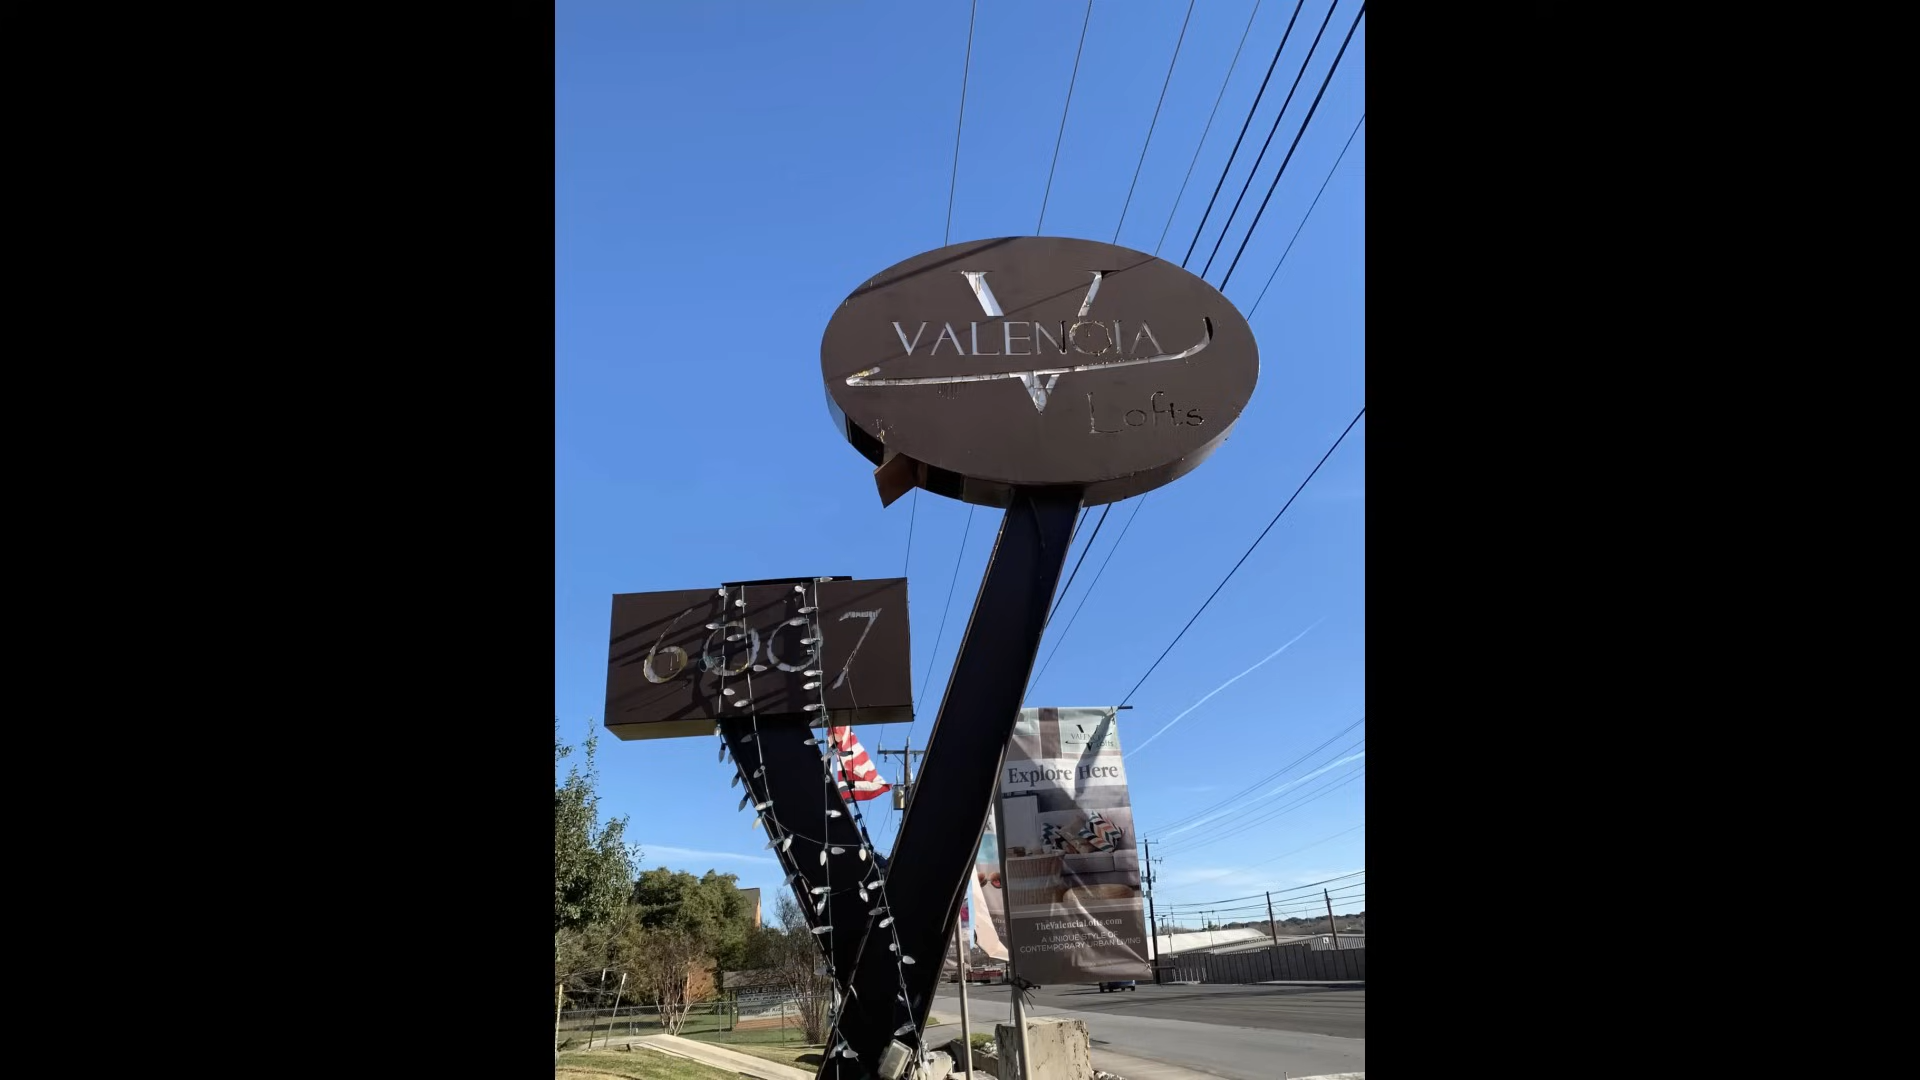 V
VALENCIA
Lofts
6007
Explore Here
TheValenciaLofts.com
A UNIQUE STYLE OF
CONTEMPORARY URBAN LIVING